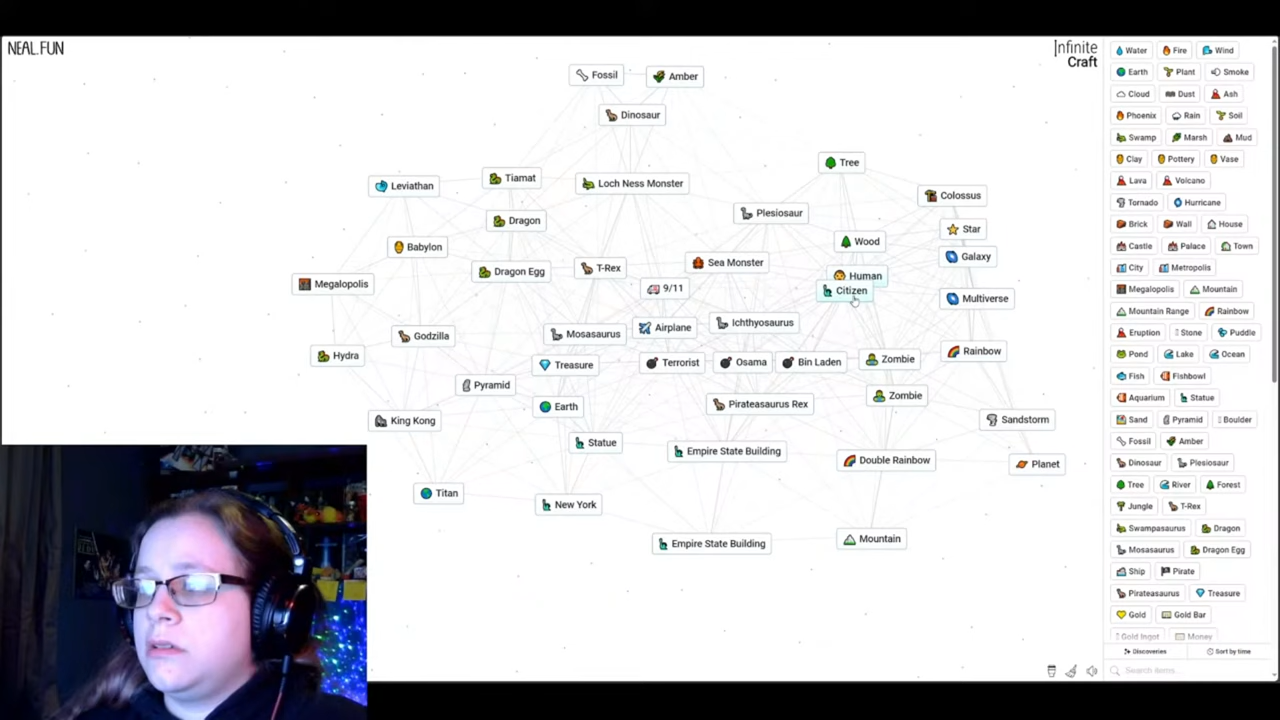 NEAL.FUN
Infinite
Craft
Fossil
Amber
Dinosaur
Tree
Leviathan
Tiamat
Loch Ness Monster
Colossus
Dragon
Plesiosaur
Star
Babylon
Wood
Galaxy
Dragon Egg
T-Rex
Sea Monster
Human
Megalopolis
9/11
Citizen
Multiverse
Godzilla
Mosasaurus
Airplane
Ichthyosaurus
Hydra
Treasure
Terrorist
Osama
Bin Laden
Zombie
Rainbow
Pyramid
Zombie
Earth
Pirateasaurus Rex
King Kong
Sandstorm
Statue
Empire State Building
Double Rainbow
Planet
Titan
New York
Empire State Building
Mountain
Water Fire Wind
Earth Plant Smoke
Cloud Dust Ash
Phoenix Rain Soil
Swamp Marsh Mud
Clay Pottery Vase
Lava Volcano
Tornado Hurricane
Brick Wall House
Castle Palace Town
City Metropolis
Megalopolis Mountain
Mountain Range Rainbow
Eruption Stone Puddle
Pond Lake Ocean
Fish Fishbowl
Aquarium Statue
Sand Pyramid Boulder
Fossil Amber
Dinosaur Plesiosaur
Tree River Forest
Jungle T-Rex
Swampasaurus Dragon
Mosasaurus Dragon Egg
Ship Pirate
Pirateasaurus Treasure
Gold Gold Bar
Gold Ingot Money
Discoveries Sort by time
Search items...